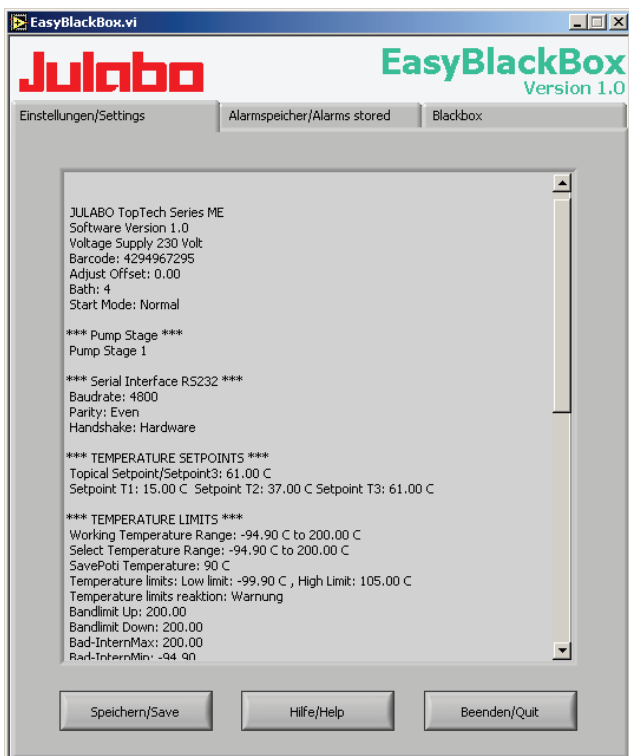 EasyBlackBox.vi
Julabo
EasyBlackBox
Version 1.0
Einstellungen/Settings
Alarmspeicher/Alarms stored
Blackbox
JULABO TopTech Series ME
Software Version 1.0
Voltage Supply 230 Volt
Barcode: 4294967295
Adjust Offset: 0.00
Bath: 4
Start Mode: Normal
*** Pump Stage ***
Pump Stage 1
*** Serial Interface RS232 ***
Baudrate: 4800
Parity: Even
Handshake: Hardware
*** TEMPERATURE SETPOINTS ***
Topical Setpoint/Setpoint3: 61.00 C
Setpoint T1: 15.00 C Setpoint T2: 37.00 C Setpoint T3: 61.00 C
*** TEMPERATURE LIMITS ***
Working Temperature Range: -94.90 C to 200.00 C
Select Temperature Range: -94.90 C to 200.00 C
SavePoti Temperature: 90 C
Temperature limits: Low limit: -99.90 C , High Limit: 105.00 C
Temperature limits reaktion: Warnung
Bandlimit Up: 200.00
Bandlimit Down: 200.00
Bad-InternMax: 200.00
Bad-InternMin: -94.90
Speichern/Save
Hilfe/Help
Beenden/Quit